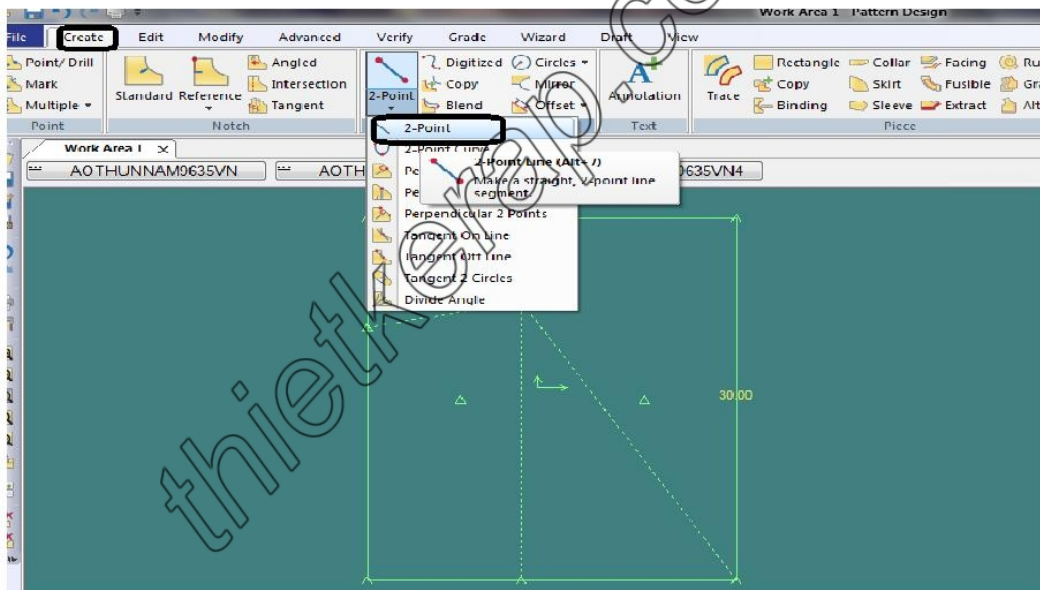 Work Area 1 Pattern Design
File Create Edit Modify Advanced Verify Grade Wizard Draft View
Point/ Drill
Mark
Multiple
Point
Standard Reference
Angled
Intersection
Tangent
Notch
2-Point
Digitized
Copy
Blend
Circles
Mirror
Offset
Annotation
Text
Trace
Rectangle
Copy
Binding
Collar
Skirt
Sleeve
Facing
Fusible
Extract
Piece
Work Area 1 x
AOTHUNNAM9635VN
AOTH
635VN4
2-Point
2-Point Curve
2-Point Line (Alt+ /)
Make a straight, 2-point line
segment
Perpendicular 2 Points
Tangent On Line
Tangent Off Line
Tangent 2 Circles
Divide Angle
30.00
thietkerap.co